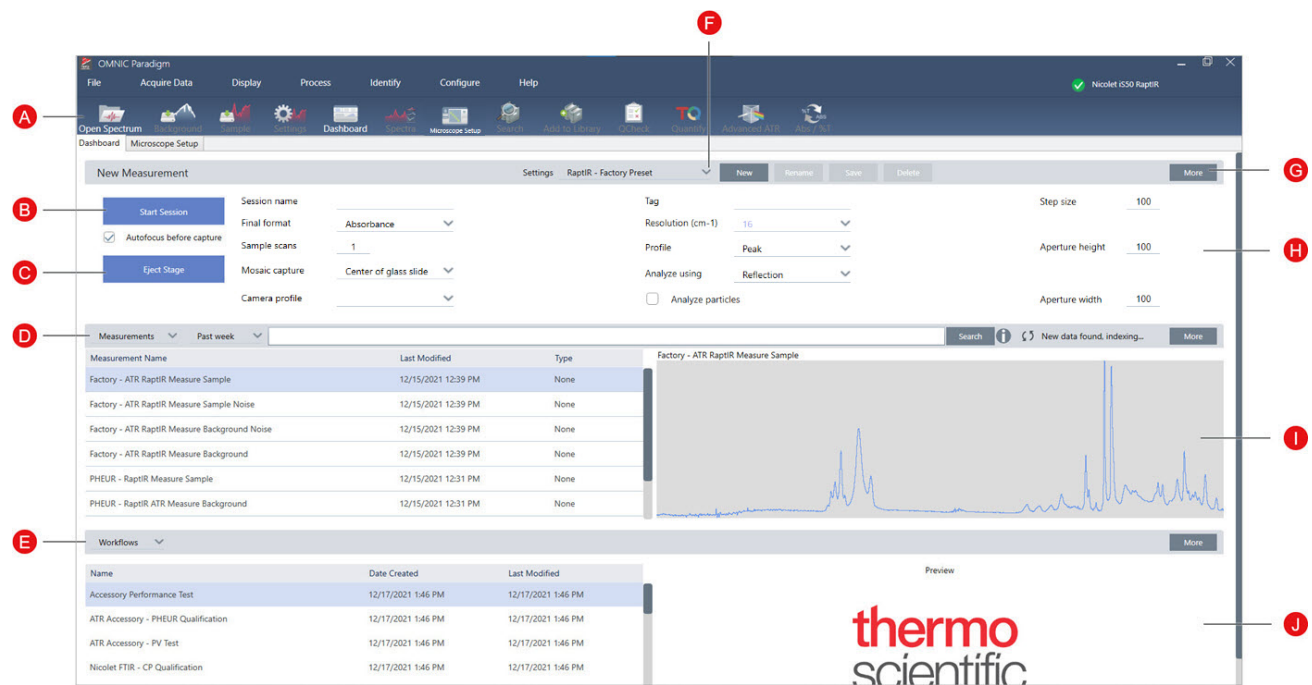 F
OMNIC Paradigm
File Acquire Data Display Process Identify Configure Help
Nicolet iS50 RaptIR
A
Open Spectrum Background Sample Settings Dashboard Spectra Microscope Setup Search Add to Library QCheck Quantify Advanced ATR Abs / %T
Dashboard Microscope Setup
New Measurement Settings RaptIR - Factory Preset New Rename Save Delete More
G
B
Start Session Session name Tag Step size 100
Final format Absorbance Resolution (cm-1) 16
Autofocus before capture Sample scans 1 Profile Peak Aperture height 100
H
C
Eject Stage Mosaic capture Center of glass slide Analyze using Reflection
Camera profile Analyze particles Aperture width 100
D
Measurements Past week Search New data found, indexing... More
Measurement Name Last Modified Type
Factory - ATR RaptIR Measure Sample
Factory - ATR RaptIR Measure Sample 12/15/2021 12:39 PM None
Factory - ATR RaptIR Measure Sample Noise 12/15/2021 12:39 PM None
Factory - ATR RaptIR Measure Background Noise 12/15/2021 12:39 PM None
I
Factory - ATR RaptIR Measure Background 12/15/2021 12:39 PM None
PHEUR - RaptIR Measure Sample 12/15/2021 12:31 PM None
PHEUR - RaptIR ATR Measure Background 12/15/2021 12:31 PM None
E
Workflows More
Name Date Created Last Modified Preview
Accessory Performance Test 12/17/2021 1:46 PM 12/17/2021 1:46 PM
ATR Accessory - PHEUR Qualification 12/17/2021 1:46 PM 12/17/2021 1:46 PM
J
ATR Accessory - PV Test 12/17/2021 1:46 PM 12/17/2021 1:46 PM
Nicolet FTIR - CP Qualification 12/17/2021 1:46 PM 12/17/2021 1:46 PM
thermo
scientific